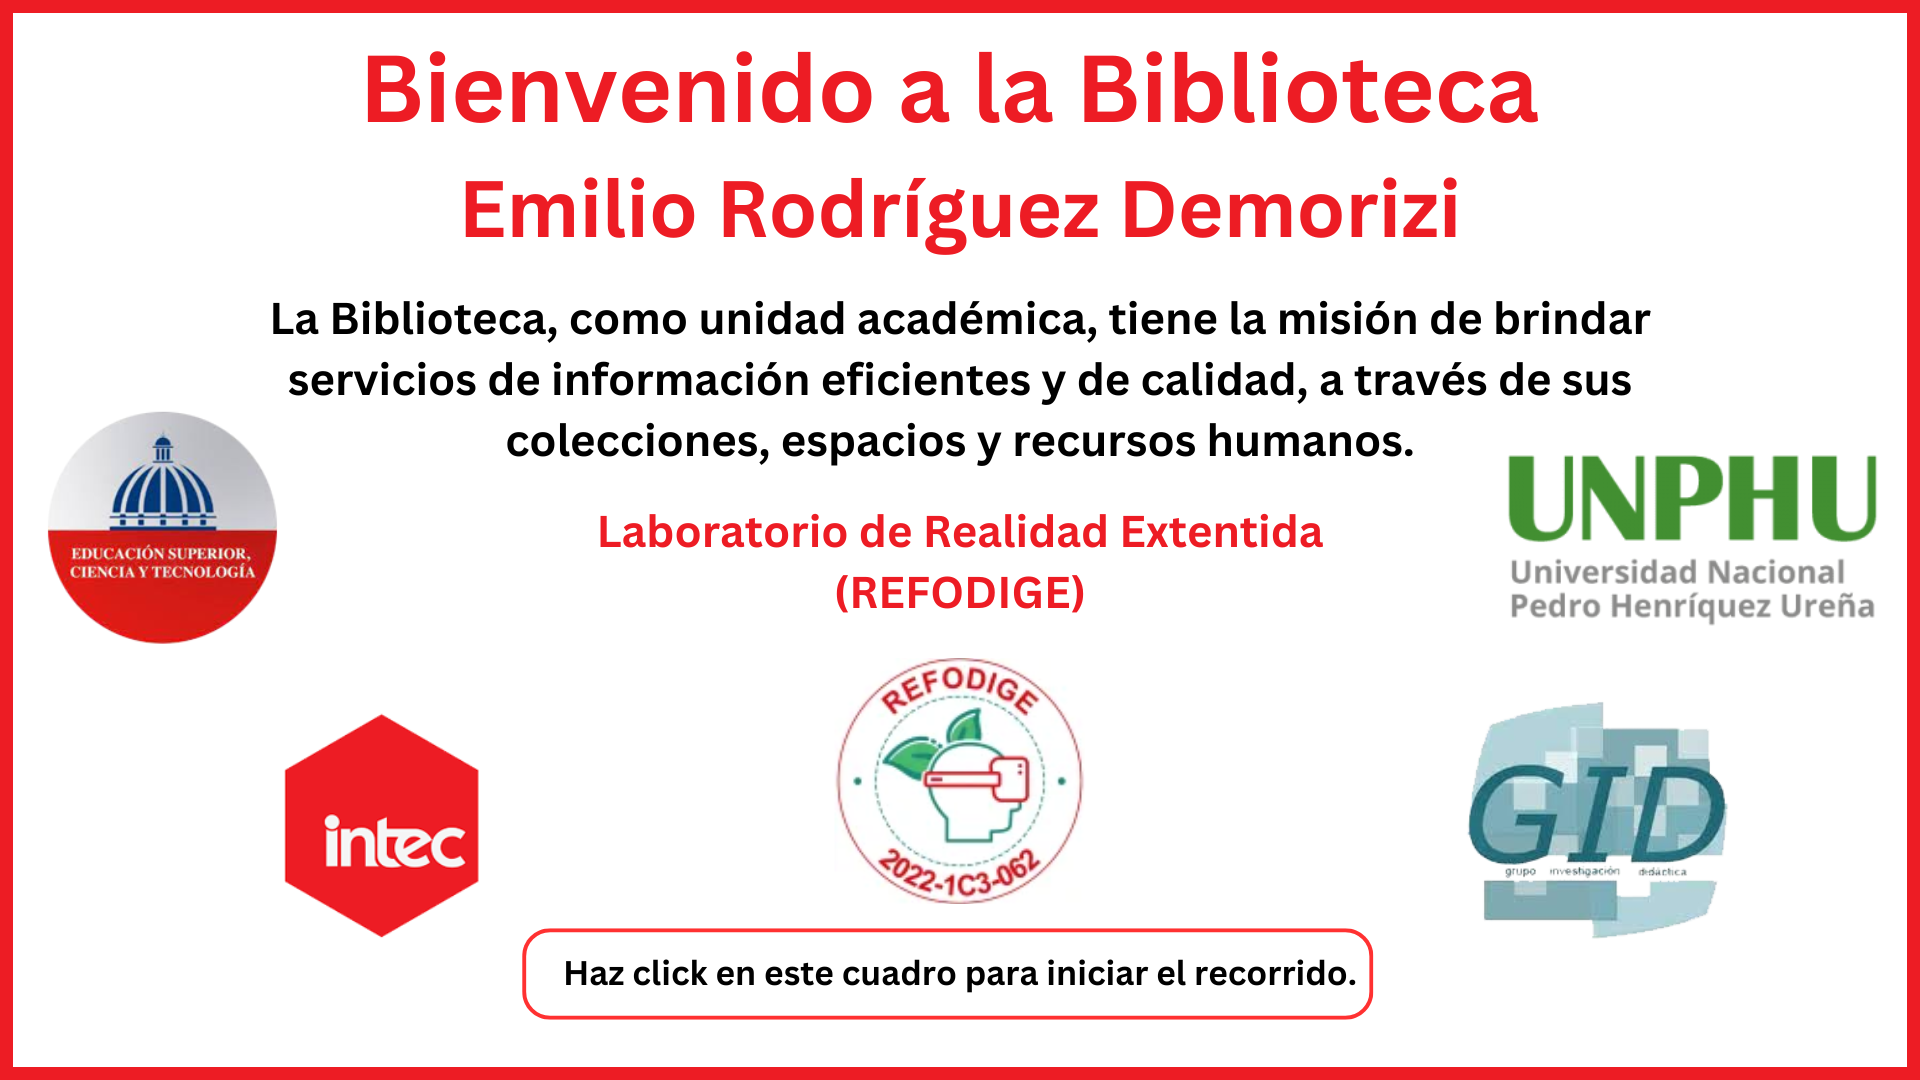 Bienvenido a la Biblioteca
Emilio Rodríguez Demorizi
La Biblioteca, como unidad académica, tiene la misión de brindar
servicios de información eficientes y de calidad, a través de sus
colecciones, espacios y recursos humanos.
EDUCACIÓN SUPERIOR,
CIENCIA Y TECNOLOGÍA
Laboratorio de Realidad Extentida
(REFODIGE)
UNPHU
Universidad Nacional
Pedro Henríquez Ureña
intec
REFODIGE
2022-1C3-062
GID
grupo investigación didáctica
Haz click en este cuadro para iniciar el recorrido.